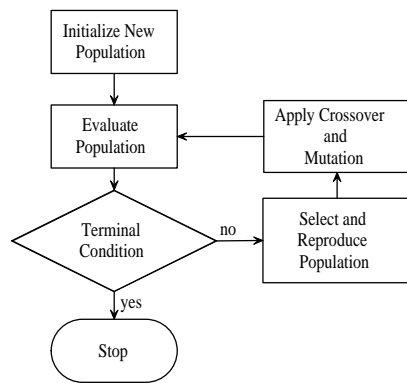 Initialize New
Population
Evaluate
Population
Apply Crossover
and
Mutation
Terminal
Condition
no
Select and
Reproduce
Population
yes
Stop